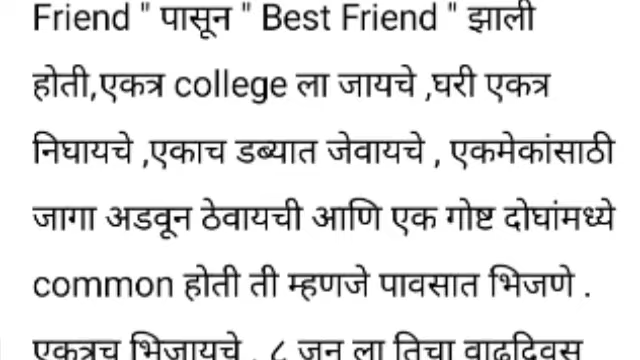 Friend " पासून " Best Friend " झाली
होती,एकत्र college ला जायचे ,घरी एकत्र
निघायचे ,एकाच डब्यात जेवायचे , एकमेकांसाठी
जागा अडवून ठेवायची आणि एक गोष्ट दोघांमध्ये
common होती ती म्हणजे पावसात भिजणे .
एकत्रच भिजायचे . ८ जून ला तिचा वाढदिवस